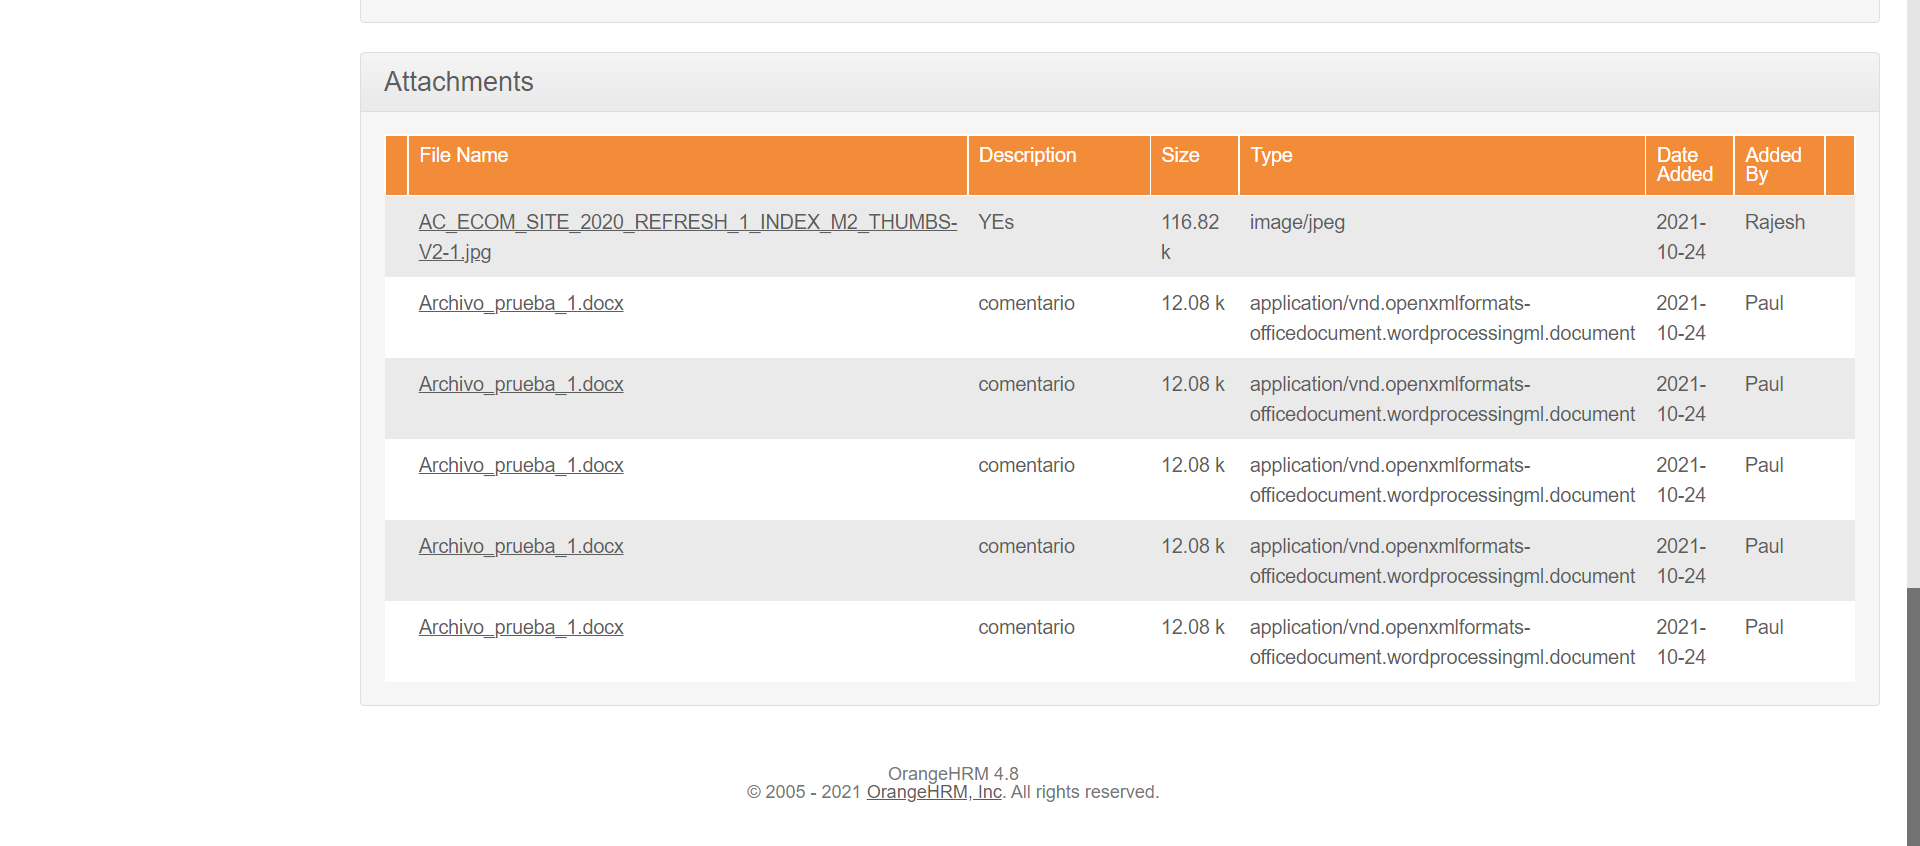 Attachments
File Name Description Size Type Date Added Added By
AC_ECOM_SITE_2020_REFRESH_1_INDEX_M2_THUMBS- YEs 116.82 image/jpeg 2021- Rajesh
V2-1.jpg k 10-24
Archivo_prueba_1.docx comentario 12.08 k application/vnd.openxmlformats- 2021- Paul
officedocument.wordprocessingml.document 10-24
Archivo_prueba_1.docx comentario 12.08 k application/vnd.openxmlformats- 2021- Paul
officedocument.wordprocessingml.document 10-24
Archivo_prueba_1.docx comentario 12.08 k application/vnd.openxmlformats- 2021- Paul
officedocument.wordprocessingml.document 10-24
Archivo_prueba_1.docx comentario 12.08 k application/vnd.openxmlformats- 2021- Paul
officedocument.wordprocessingml.document 10-24
Archivo_prueba_1.docx comentario 12.08 k application/vnd.openxmlformats- 2021- Paul
officedocument.wordprocessingml.document 10-24
OrangeHRM 4.8
© 2005 - 2021 OrangeHRM, Inc. All rights reserved.